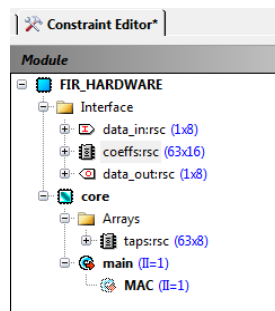 Constraint Editor*
Module
FIR_HARDWARE
Interface
data_in:rsc (1x8)
coeffs:rsc (63x16)
data_out:rsc (1x8)
core
Arrays
taps:rsc (63x8)
main (II=1)
MAC (II=1)